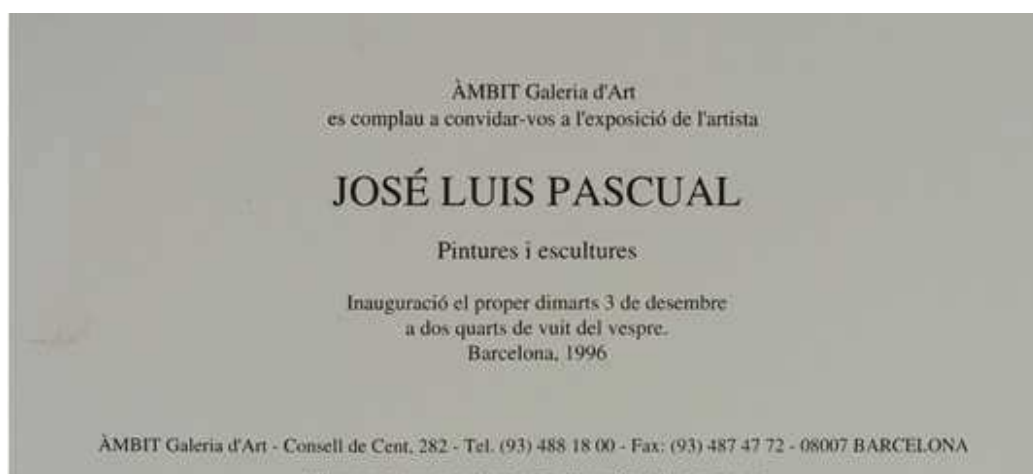 ÀMBIT Galeria d'Art
es complau a convidar-vos a l'exposició de l'artista
JOSÉ LUIS PASCUAL
Pintures i escultures
Inauguració el proper dimarts 3 de desembre
a dos quarts de vuit del vespre.
Barcelona, 1996
ÀMBIT Galeria d'Art - Consell de Cent, 282 - Tel. (93) 488 18 00 - Fax: (93) 487 47 72 - 08007 BARCELONA